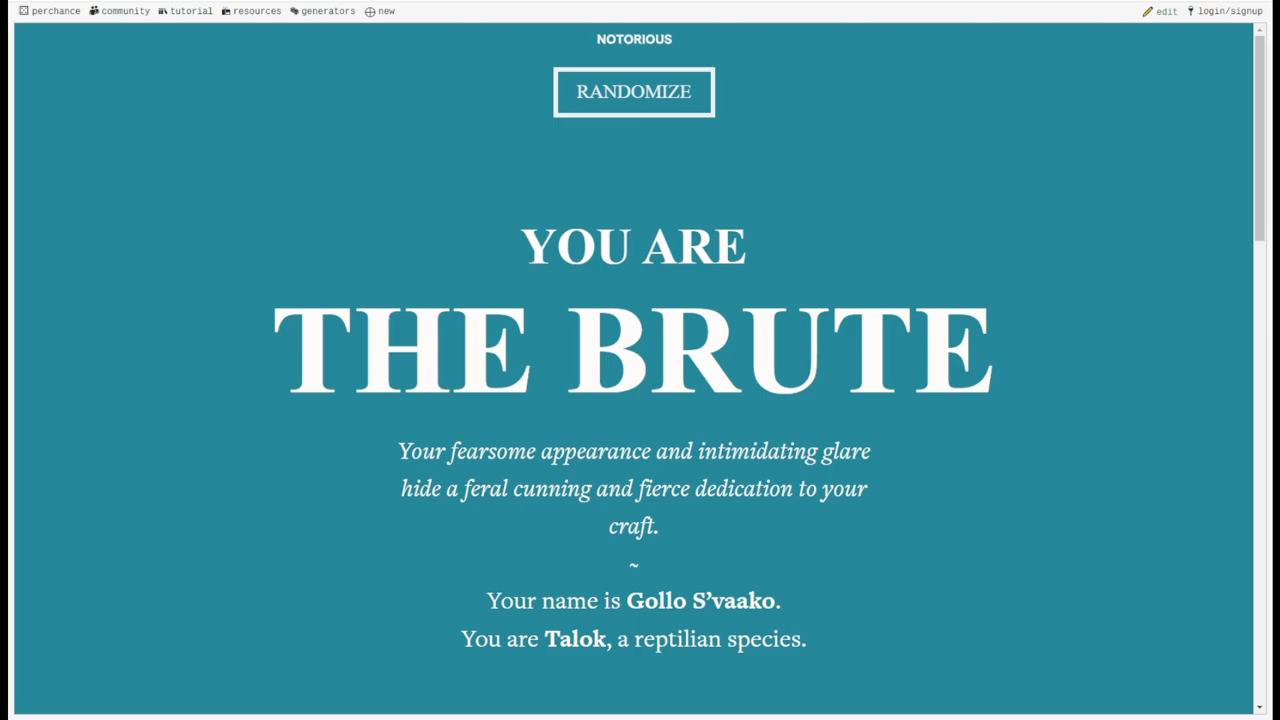 perchance community tutorial resources generators new edit login/signup
NOTORIOUS
RANDOMIZE
YOU ARE
THE BRUTE
Your fearsome appearance and intimidating glare
hide a feral cunning and fierce dedication to your
craft.
~
Your name is Gollo S’vaako.
You are Talok, a reptilian species.